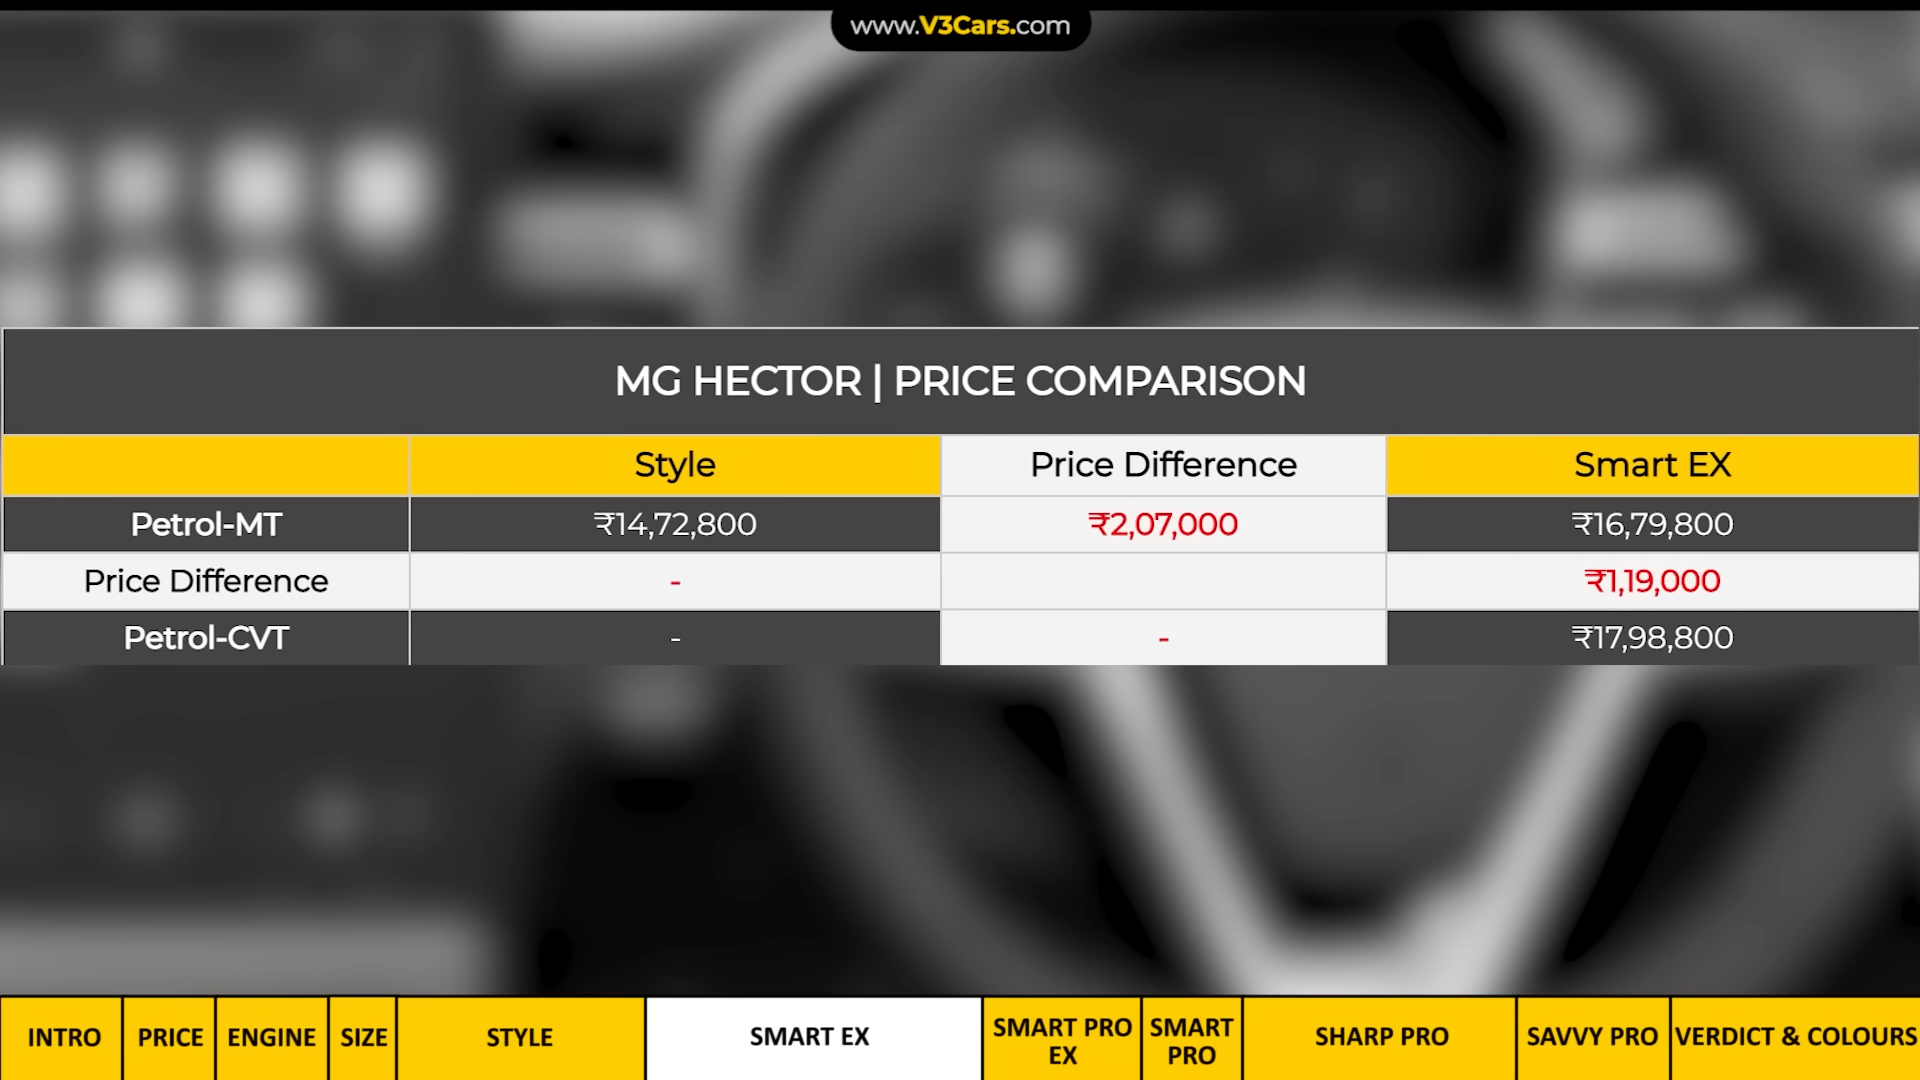 www.V3Cars.com
MG HECTOR | PRICE COMPARISON
Style Price Difference Smart EX
Petrol-MT ₹14,72,800 ₹2,07,000 ₹16,79,800
Price Difference - ₹1,19,000
Petrol-CVT - - ₹17,98,800
INTRO PRICE ENGINE SIZE STYLE SMART EX SMART PRO EX SMART PRO SHARP PRO SAVVY PRO VERDICT & COLOURS